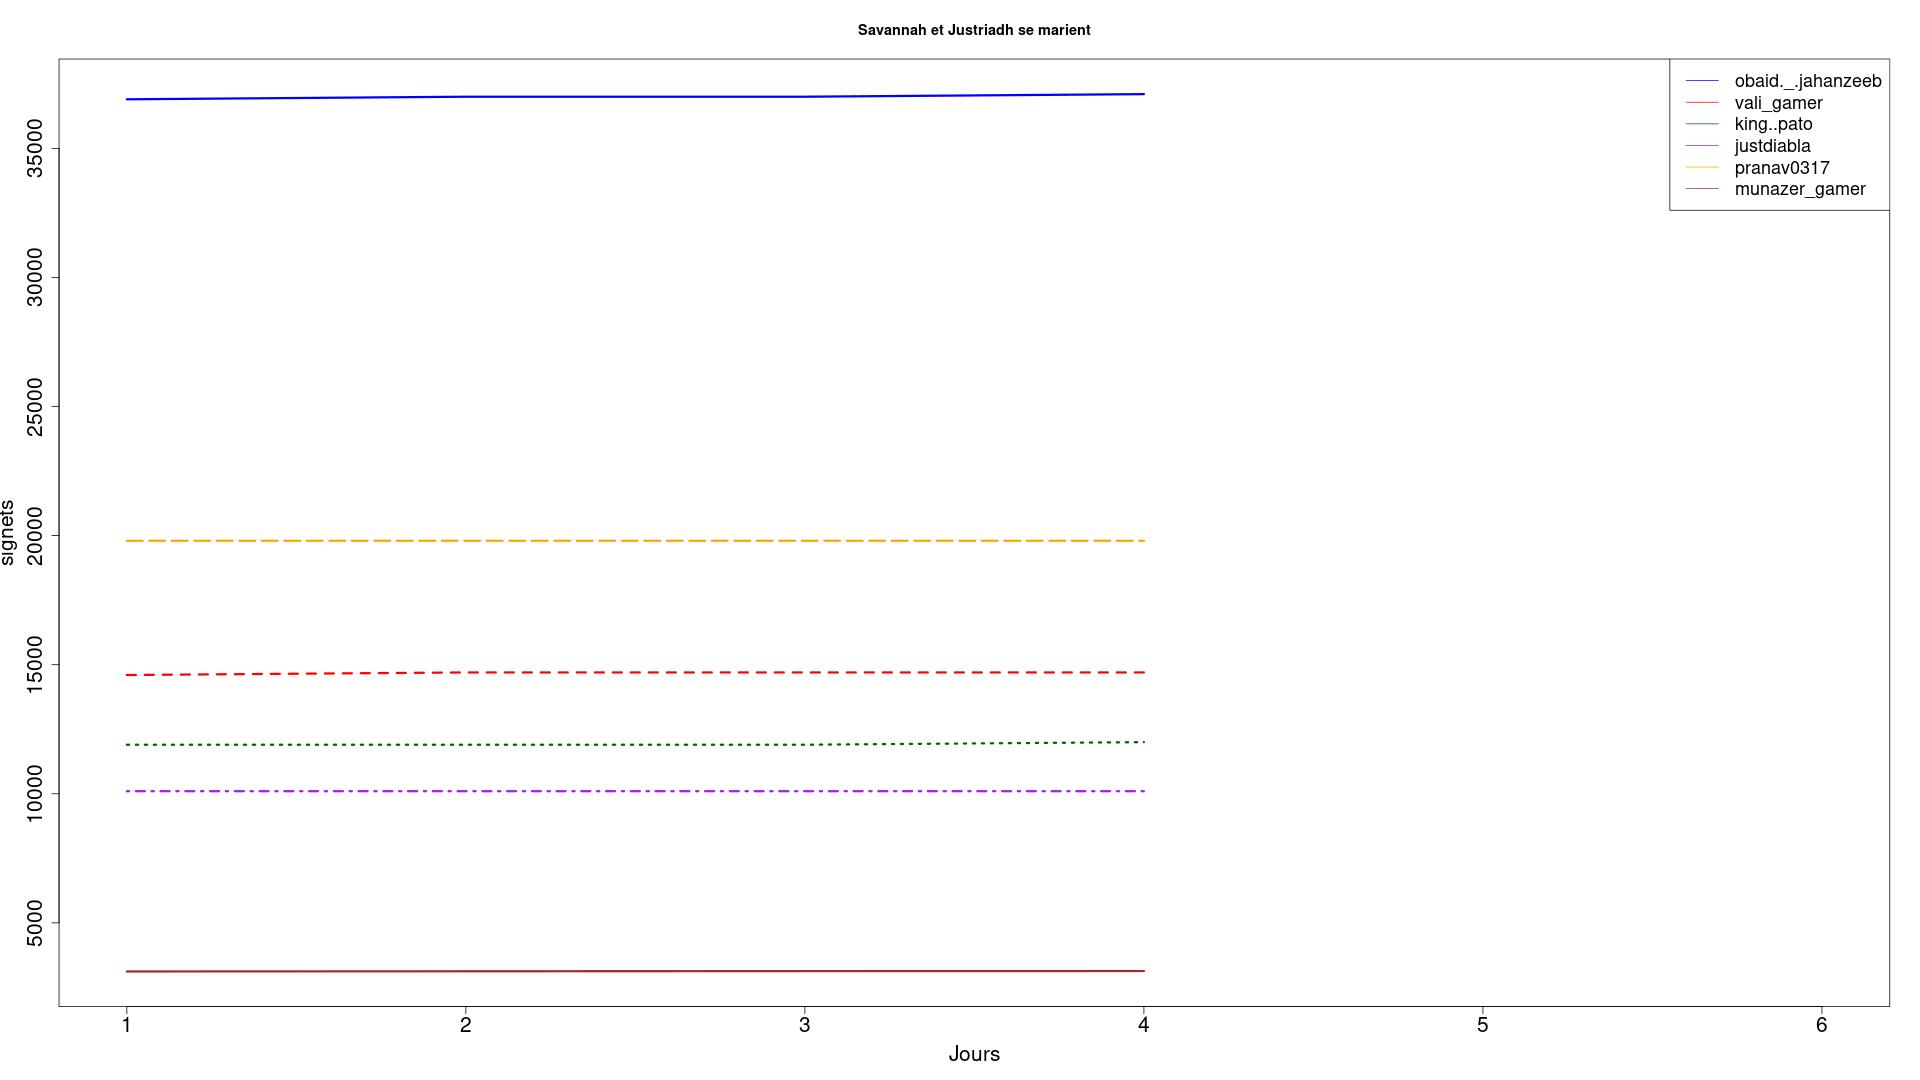 Savannah et Justriadh se marient
obaid._.jahanzeeb
vali_gamer
king..pato
justdiabla
pranav0317
munazer_gamer
signets
35000
30000
25000
20000
15000
10000
5000
1 2 3 4 5 6
Jours